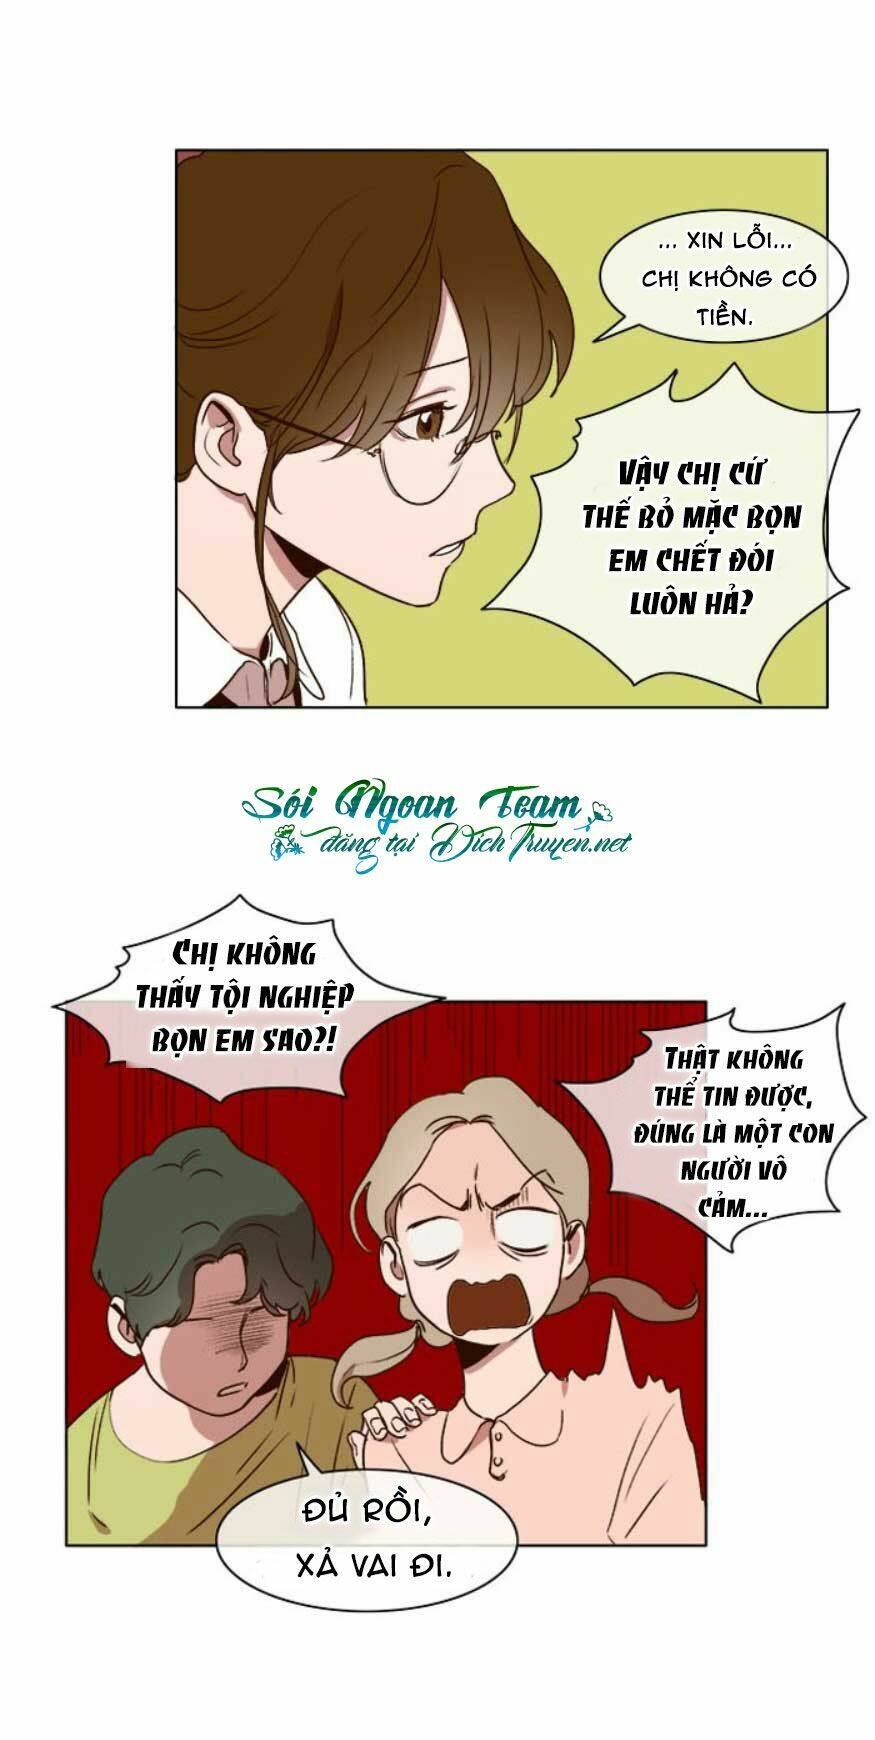 ... XIN LỖI...
CHỊ KHÔNG CÓ
TIỀN.
VẬY CHỊ CỨ
THẾ BỎ MẶC BỌN
EM CHẾT ĐÓI
LUÔN HẢ?
Sói Ngoan Team
đăng tại DichTruyen.net
CHỊ KHÔNG
THẤY TỘI NGHIỆP
BỌN EM SAO?!
THẬT KHÔNG
THỂ TIN ĐƯỢC,
ĐÚNG LÀ MỘT CON
NGƯỜI VÔ
CẢM...
ĐỦ RỒI,
XẢ VAI ĐI.